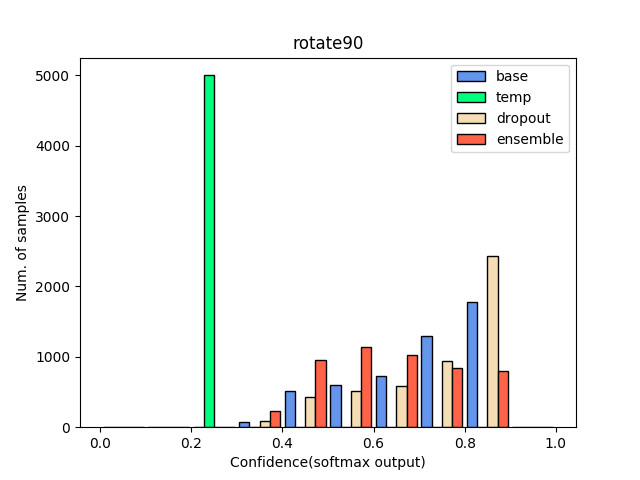 rotate90
base
temp
dropout
ensemble
Num. of samples
5000
4000
3000
2000
1000
0
0.0 0.2 0.4 0.6 0.8 1.0
Confidence(softmax output)